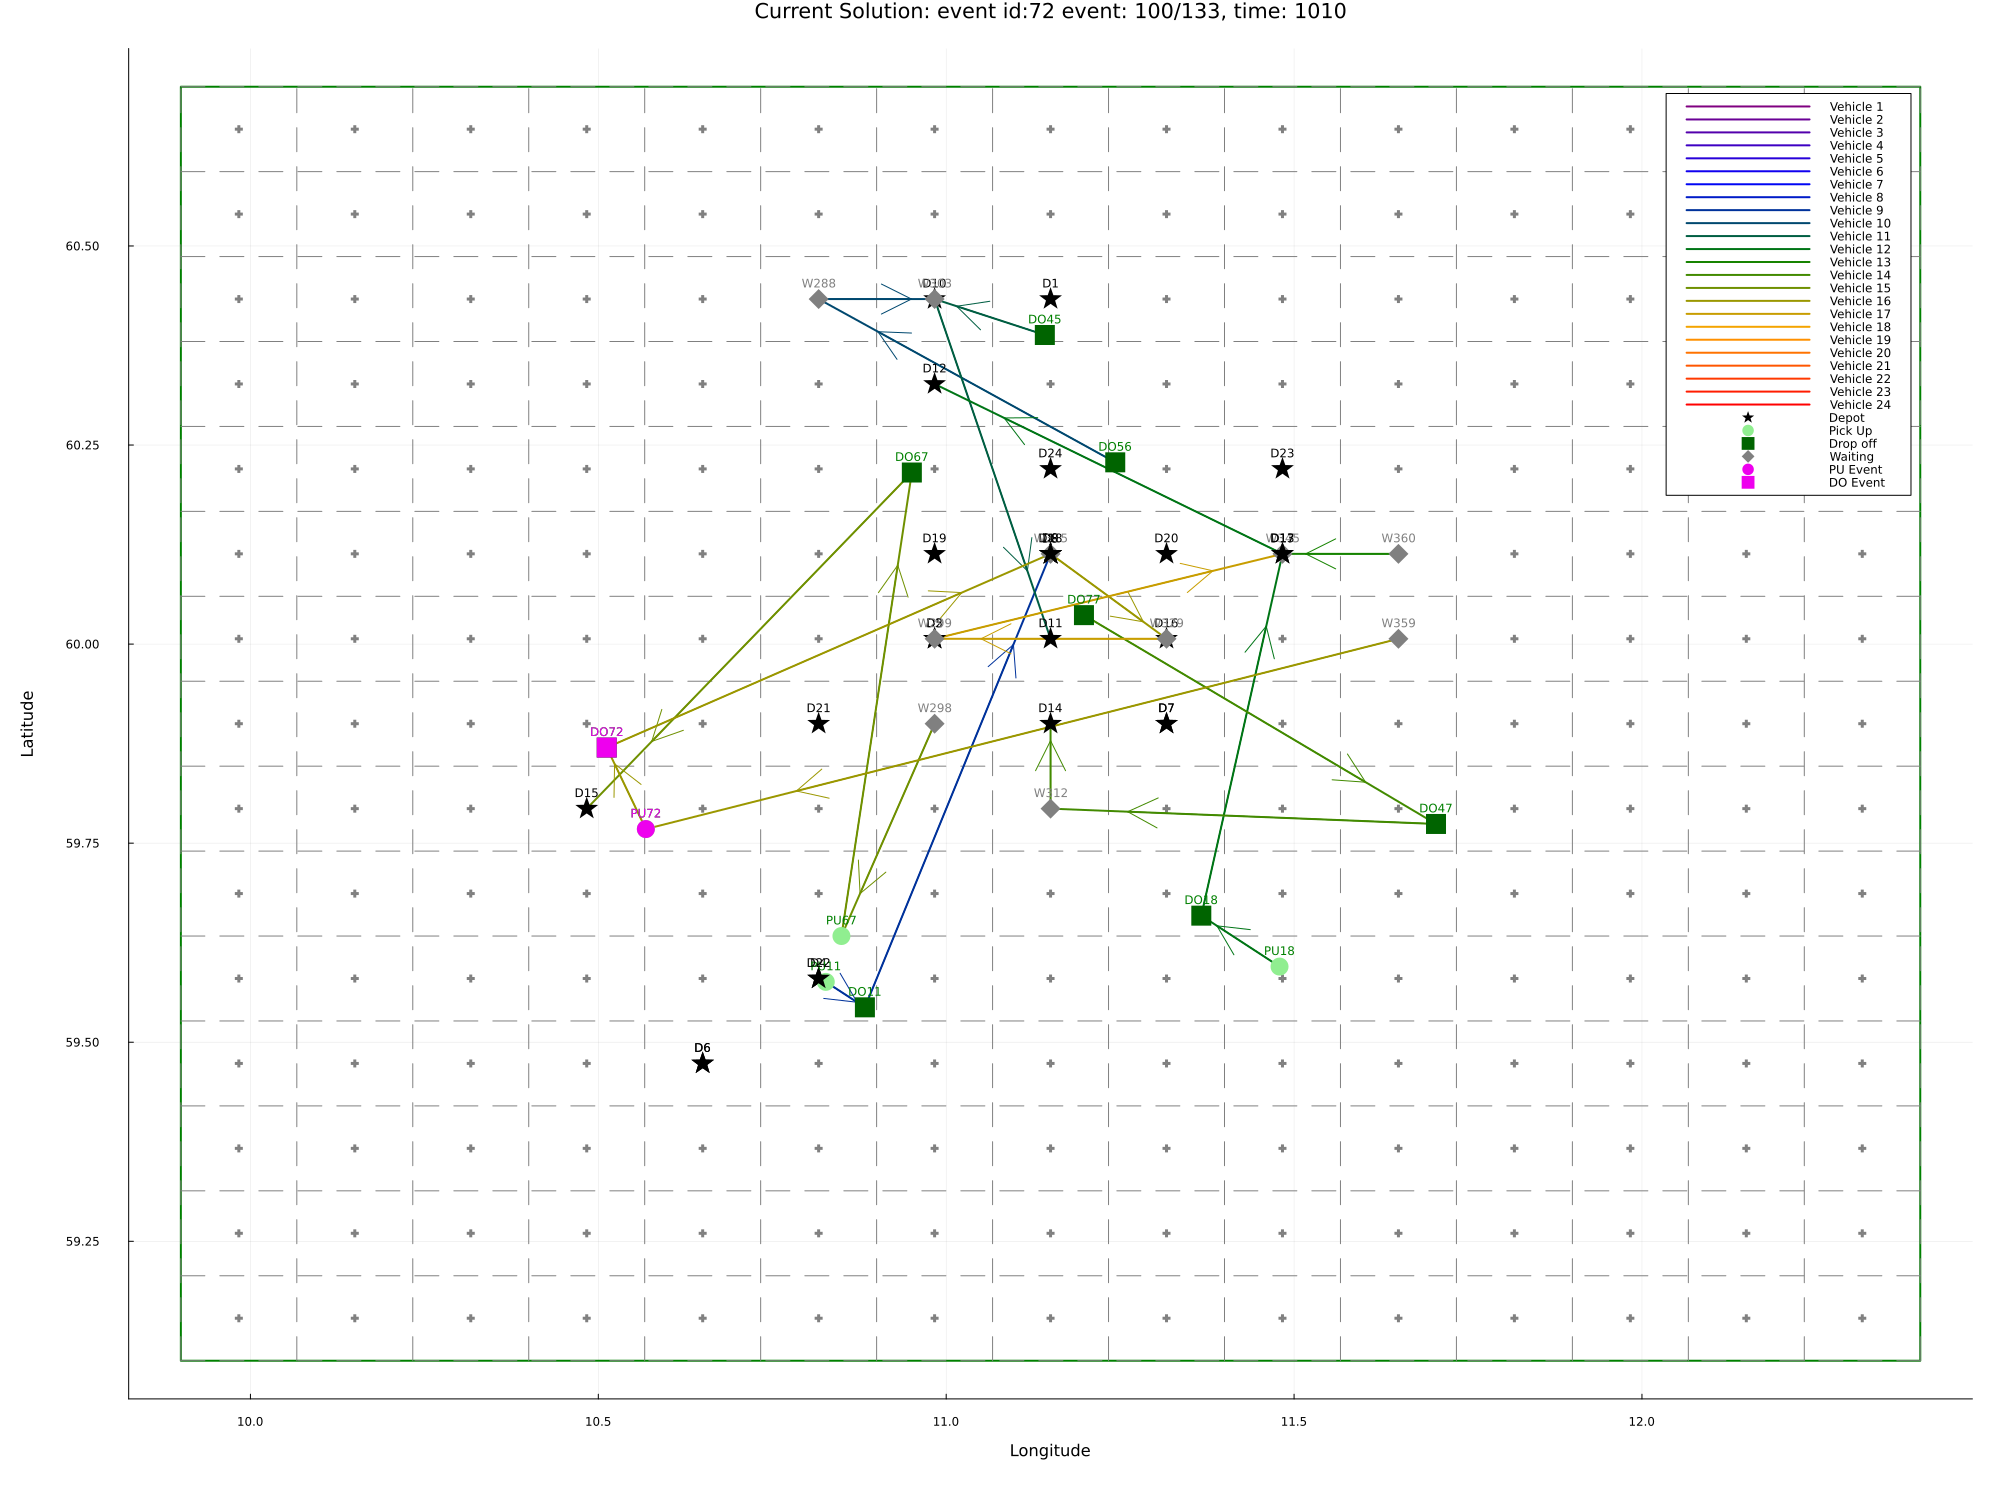 Current Solution: event id:72 event: 100/133, time: 1010
Vehicle 1
Vehicle 2
Vehicle 3
Vehicle 4
Vehicle 5
Vehicle 6
Vehicle 7
Vehicle 8
Vehicle 9
Vehicle 10
Vehicle 11
Vehicle 12
Vehicle 13
Vehicle 14
Vehicle 15
Vehicle 16
Vehicle 17
Vehicle 18
Vehicle 19
Vehicle 20
Vehicle 21
Vehicle 22
Vehicle 23
Vehicle 24
Depot
Pick Up
Drop off
Waiting
PU Event
DO Event
60.50
60.25
60.00
59.75
59.50
59.25
Latitude
W288
D10
D1
DO45
D12
DO56
D24
D23
DO67
D19
D20
W360
DO77
D11
D16
W359
D21
W298
D14
D7
DO72
D15
PU72
W312
DO47
DO18
PU67
PU18
DO11
D6
10.0
10.5
11.0
11.5
12.0
Longitude